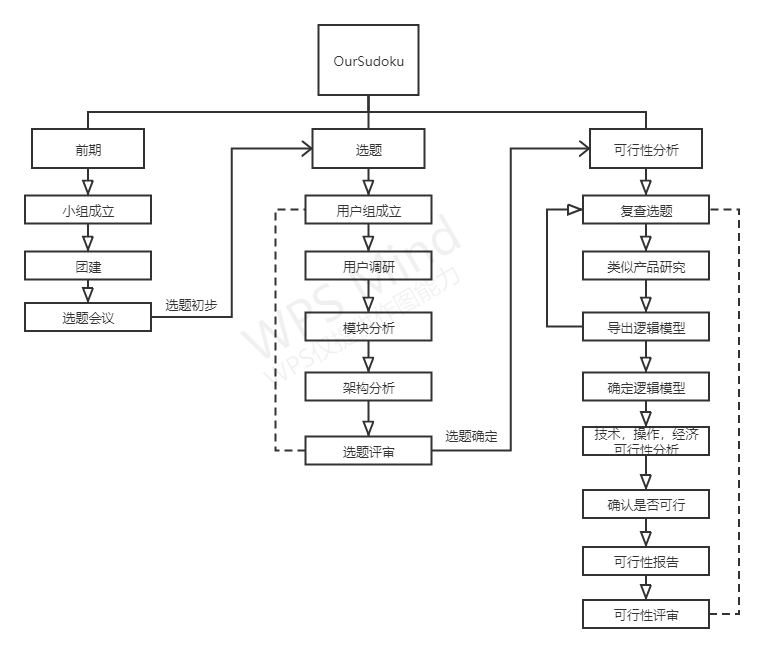 OurSudoku
前期
小组成立
团建
选题会议
选题初步
选题
用户组成立
用户调研
模块分析
架构分析
选题评审
选题确定
可行性分析
复查选题
类似产品研究
导出逻辑模型
确定逻辑模型
技术，操作，经济
可行性分析
确认是否可行
可行性报告
可行性评审
WPS Mind